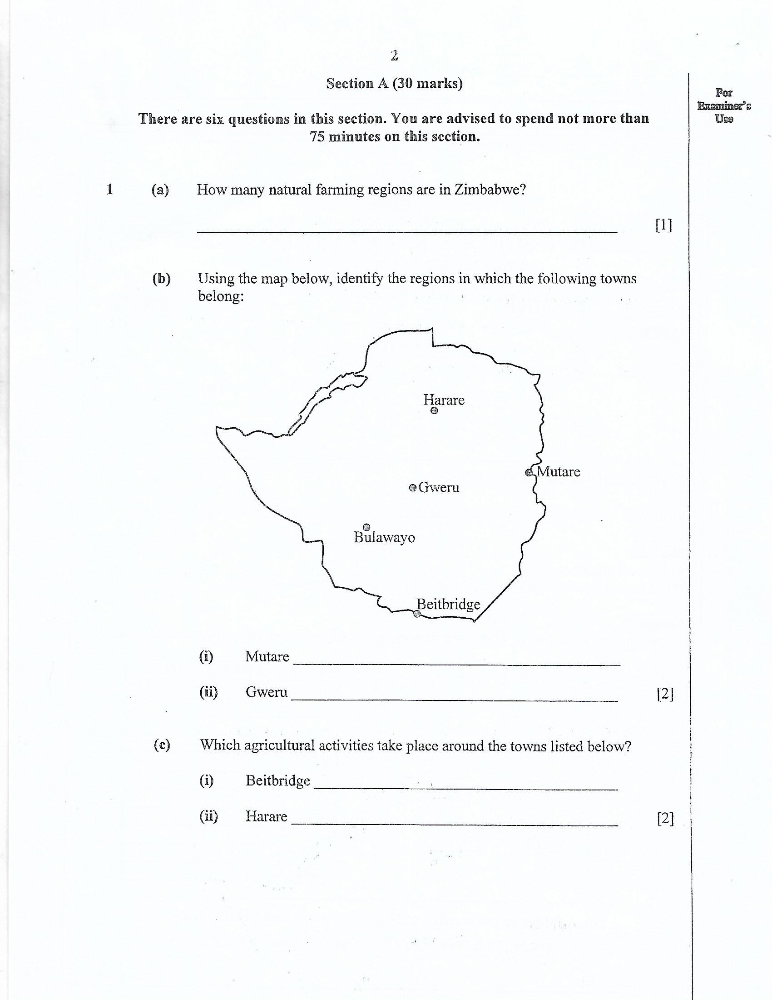 2
Section A (30 marks)
For
Examiner's
Use
There are six questions in this section. You are advised to spend not more than
75 minutes on this section.
1 (a) How many natural farming regions are in Zimbabwe?
[1]
(b) Using the map below, identify the regions in which the following towns
belong:
Harare
Mutare
Gweru
Bulawayo
Beitbridge
(i) Mutare
(ii) Gweru [2]
(c) Which agricultural activities take place around the towns listed below?
(i) Beitbridge
(ii) Harare [2]